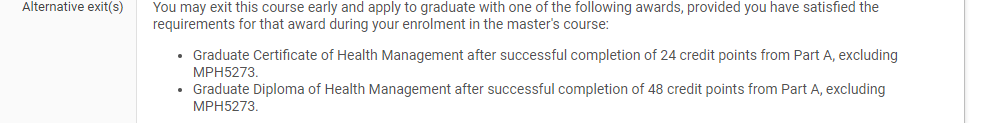 Alternative exit(s)
You may exit this course early and apply to graduate with one of the following awards, provided you have satisfied the
requirements for that award during your enrolment in the master's course:
• Graduate Certificate of Health Management after successful completion of 24 credit points from Part A, excluding
MPH5273.
• Graduate Diploma of Health Management after successful completion of 48 credit points from Part A, excluding
MPH5273.